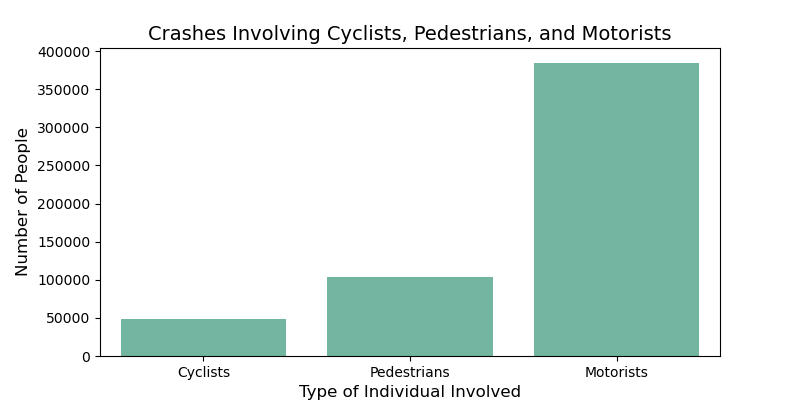 Crashes Involving Cyclists, Pedestrians, and Motorists
Number of People
400000
350000
300000
250000
200000
150000
100000
50000
0
Cyclists
Pedestrians
Motorists
Type of Individual Involved